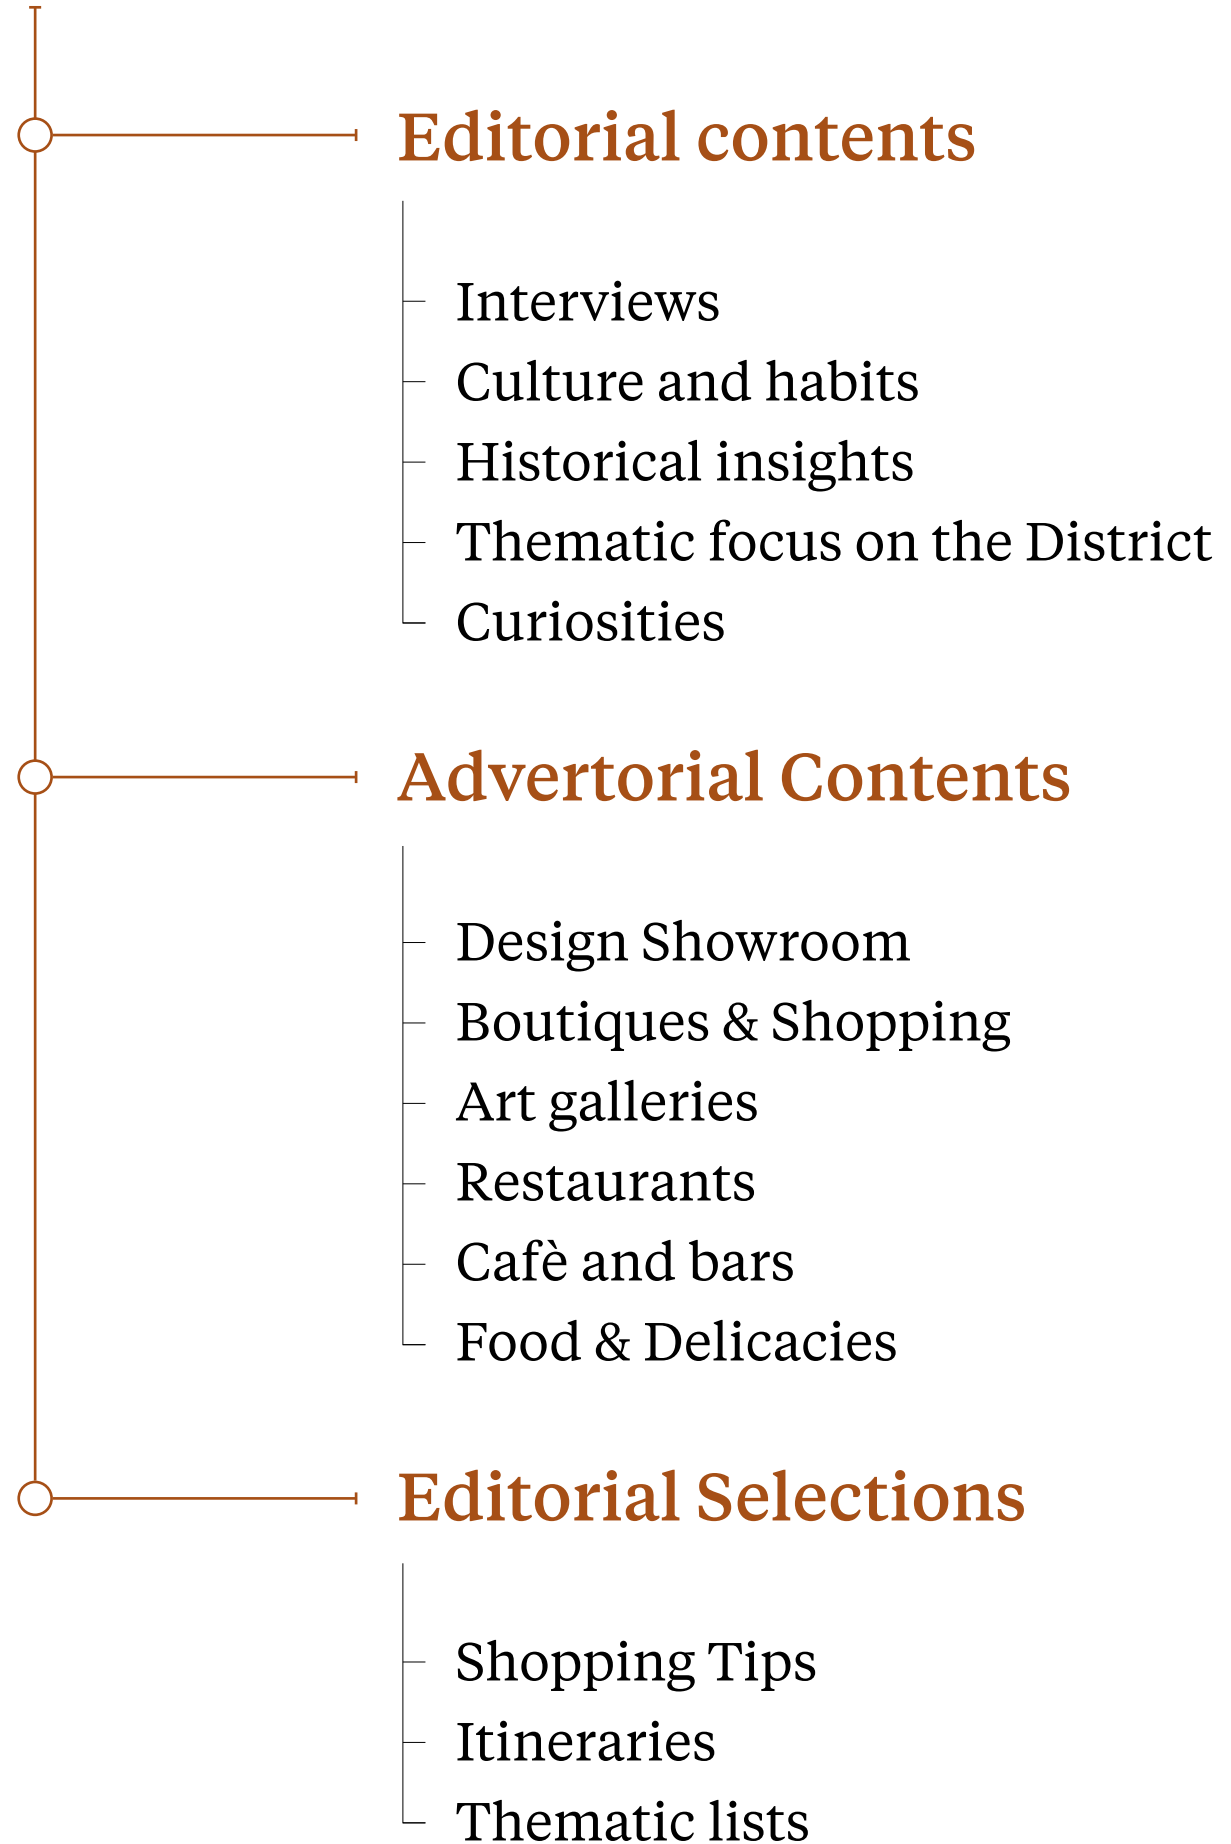 Editorial contents
Interviews
Culture and habits
Historical insights
Thematic focus on the District
Curiosities
Advertorial Contents
Design Showroom
Boutiques & Shopping
Art galleries
Restaurants
Cafè and bars
Food & Delicacies
Editorial Selections
Shopping Tips
Itineraries
Thematic lists